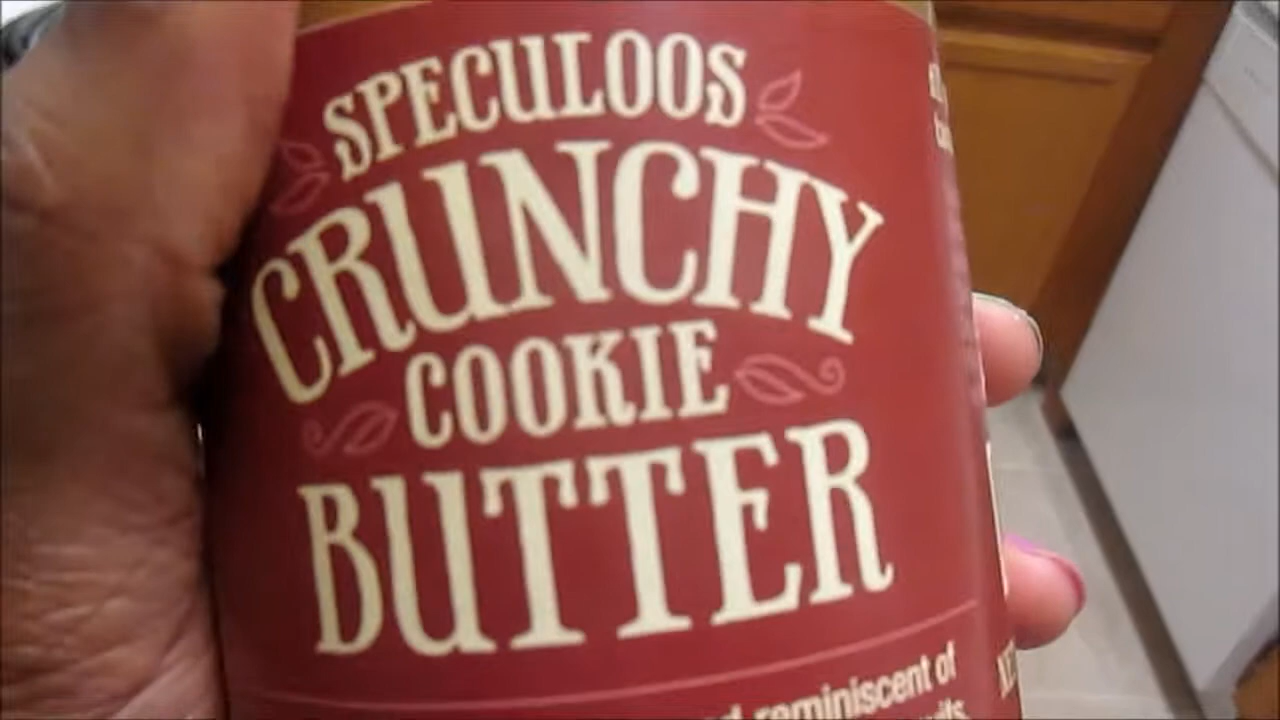 SPECULOOS
CRUNCHY
COOKIE
BUTTER
reminiscent of